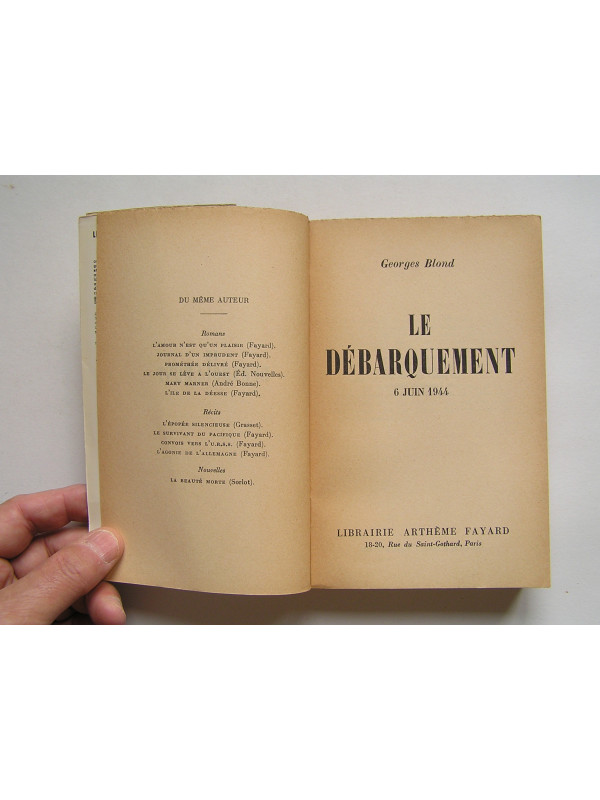 DU MÊME AUTEUR
Romans
L'AMOUR N'EST QU'UN PLAISIR (Fayard).
JOURNAL D'UN IMPRUDENT (Fayard).
PROMÉTHÉE DÉLIVRÉ (Fayard).
LE JOUR SE LÈVE A L'OUEST (Éd. Nouvelles).
MARY MARNER (André Bonne).
L'ILE DE LA DÉESSE (Fayard),
Récits
L'ÉPOPÉE SILENCIEUSE (Grasset).
LE SURVIVANT DU PACIFIQUE (Fayard).
CONVOIS VERS L'U.R.S.S. (Fayard).
L'AGONIE DE L'ALLEMAGNE (Fayard).
Nouvelles
LA BEAUTÉ MORTE (Sorlot).
Georges Blond
LE
DÉBARQUEMENT
6 JUIN 1944
LIBRAIRIE ARTHÈME FAYARD
18-20, Rue du Saint-Gothard, Paris